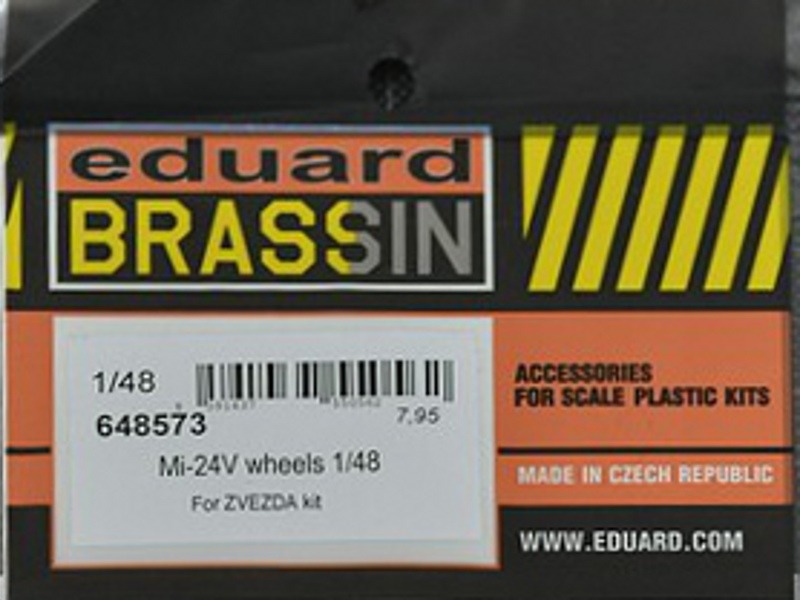 eduard
BRASSIN
1/48
648573
7,95
Mi-24V wheels 1/48
For ZVEZDA kit
ACCESSORIES
FOR SCALE PLASTIC KITS
MADE IN CZECH REPUBLIC
WWW.EDUARD.COM